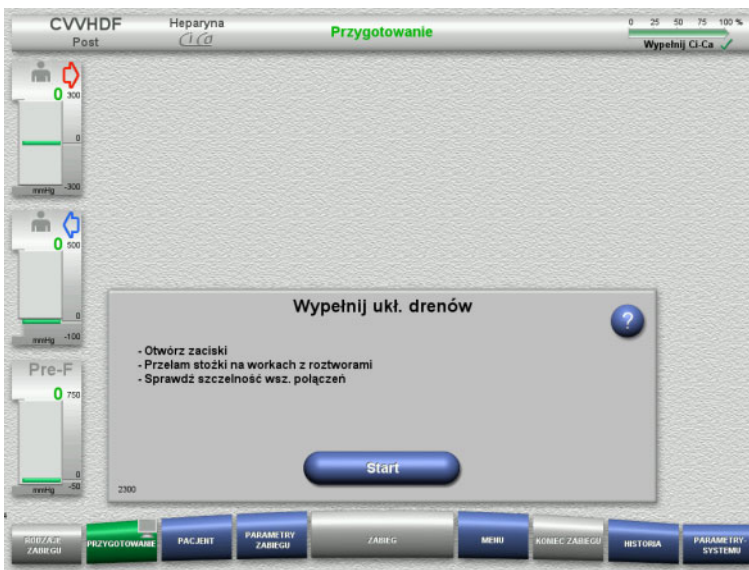 CVVHDF
Post
Heparyna
Ci Ca
Przygotowanie
0 25 50 75 100 %
Wypełnij Ci-Ca
0
300
0
-300
mmHg
0
500
0
-100
mmHg
Pre-F
0
750
0
-50
mmHg
Wypełnij ukł. drenów
?
- Otwórz zaciski
- Przełam stożki na workach z roztworami
- Sprawdź szczelność wsz. połączeń
Start
2300
RODZAJE
ZABIEGU
PRZYGOTOWANIE
PACJENT
PARAMETRY
ZABIEGU
ZABIEG
MENU
KONIEC ZABIEGU
HISTORIA
PARAMETRY-
SYSTEMU